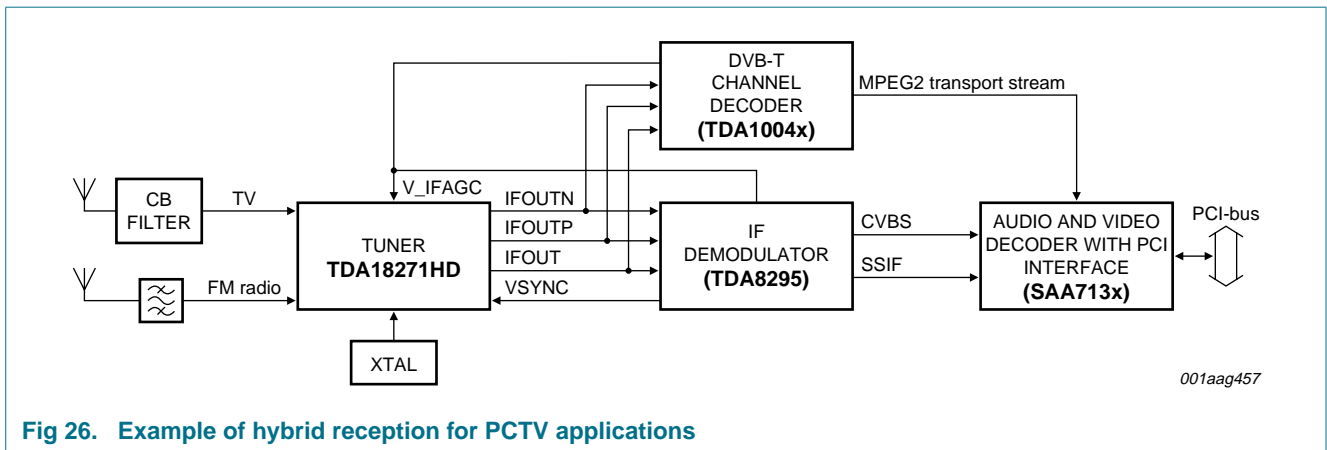 DVB-T
CHANNEL
DECODER
(TDA1004x)
MPEG2 transport stream
CB
FILTER
TV
V_IFAGC
IFOUTN
IFOUTP
IFOUT
VSYNC
TUNER
TDA18271HD
IF
DEMODULATOR
(TDA8295)
CVBS
SSIF
AUDIO AND VIDEO
DECODER WITH PCI
INTERFACE
(SAA713x)
PCI-bus
FM radio
XTAL
001aag457
Fig 26. Example of hybrid reception for PCTV applications